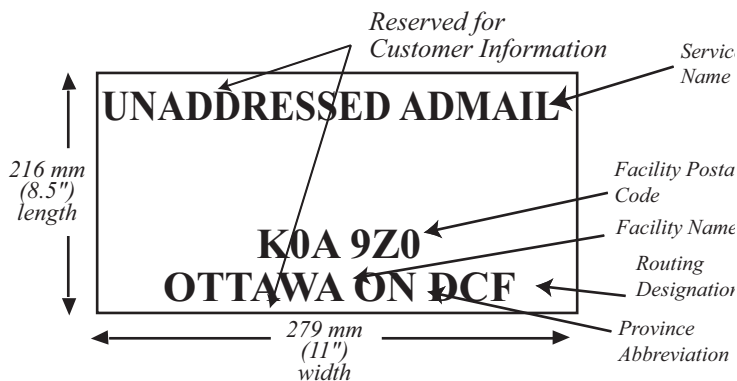 Reserved for
Customer Information
Service
Name
UNADDRESSED ADMAIL
216 mm
(8.5")
length
Facility Posta
Code
K0A 9Z0
Facility Name
OTTAWA ON DCF
Routing
Designation
279 mm
(11")
width
Province
Abbreviation